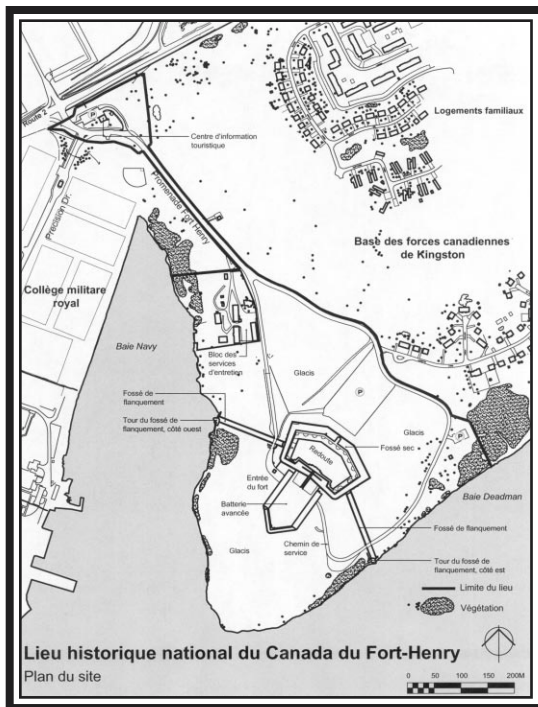 Route 2
P
Centre d'information
touristique
Logements familiaux
Precision Dr.
Promenade Fort Henry
Base des forces canadiennes
de Kingston
Collège militare
royal
Baie Navy
Bloc des
services
d'entretien
Glacis
P
Fossé de
flanquement
Tour du fossé de
flanquement, côté ouest
Glacis
P
Redoute
Fossé sec
Entrée
du fort
Batterie
avancée
Baie Deadman
Glacis
Chemin de
service
Fossé de flanquement
Tour du fossé de
flanquement, côté est
Limite du lieu
Végétation
Lieu historique national du Canada du Fort-Henry
Plan du site
0 50 100 150 200M